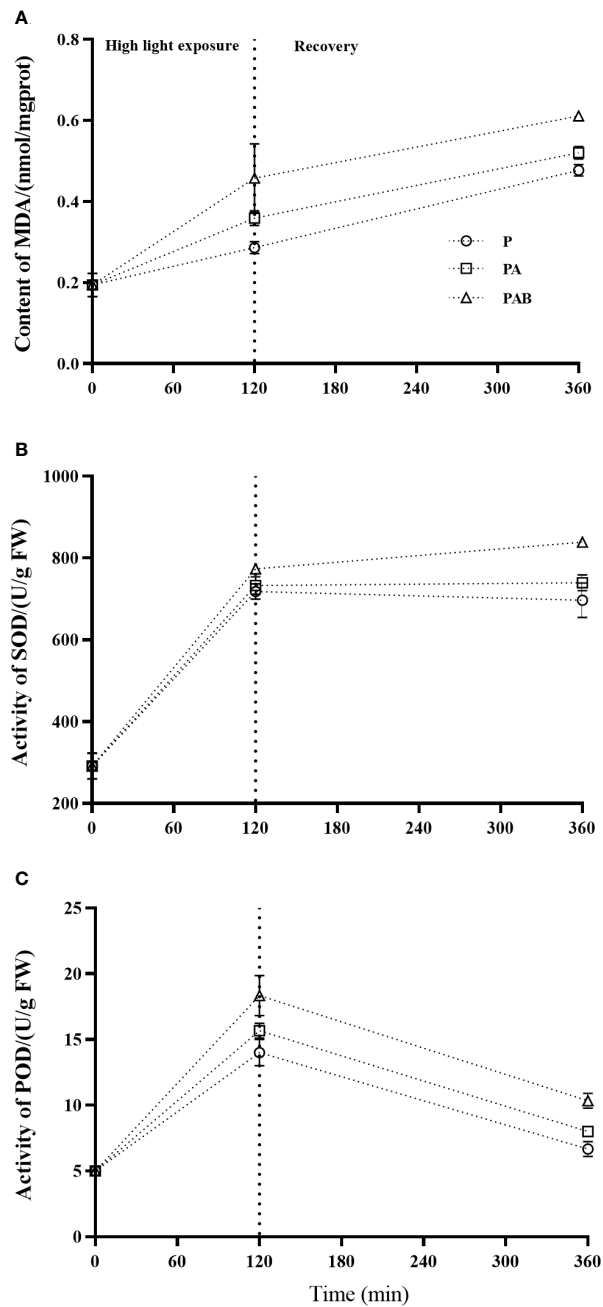 A
High light exposure
Recovery
Content of MDA/(nmol/mgprot)
0.8
0.6
0.4
0.2
0.0
P
PA
PAB
0 60 120 180 240 300 360
B
Activity of SOD/(U/g FW)
1000
800
600
400
200
0 60 120 180 240 300 360
C
Activity of POD/(U/g FW)
25
20
15
10
5
0
0 60 120 180 240 300 360
Time (min)